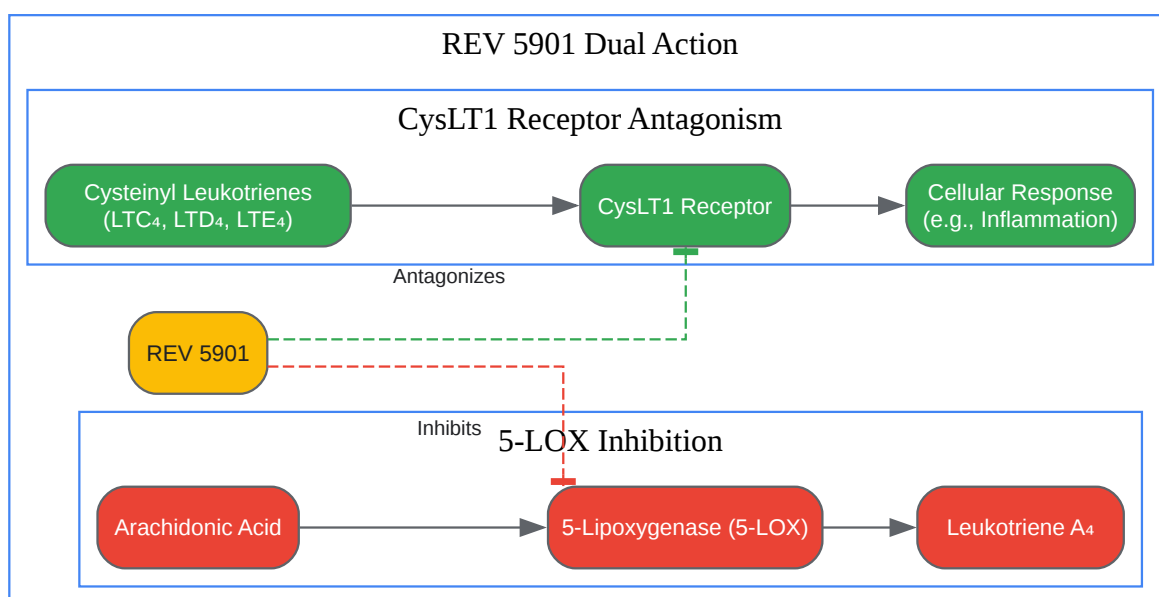 REV 5901 Dual Action
CysLT1 Receptor Antagonism
Cysteinyl Leukotrienes
(LTC₄, LTD₄, LTE₄)
CysLT1 Receptor
Cellular Response
(e.g., Inflammation)
Antagonizes
REV 5901
Inhibits
5-LOX Inhibition
Arachidonic Acid
5-Lipoxygenase (5-LOX)
Leukotriene A₄